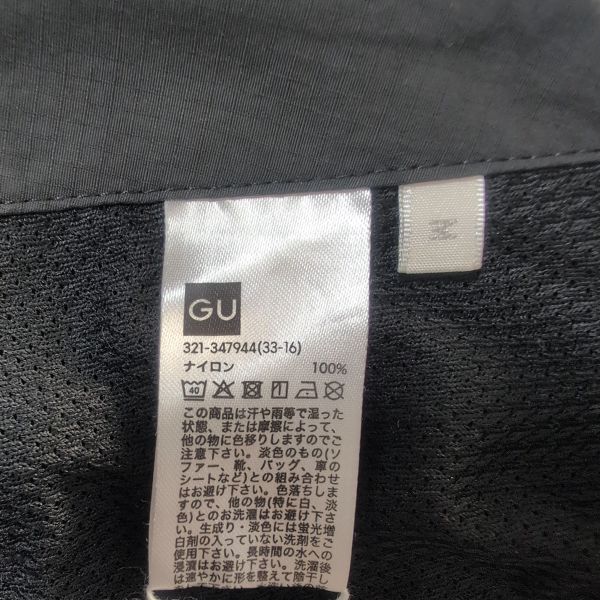 GU
M
321-347944(33-16)
ナイロン 100%
40
この商品は汗や雨等で湿った
状態、または摩擦によって、
他の物に色移りしますのでご
注意下さい。淡色のもの(ソ
ファー、靴、バッグ、車の
シートなど)との組み合わせ
はお避け下さい。色落ちしま
すので、他の物(特に白、淡
色)とのお洗濯はお避け下さ
い。生成り・淡色には蛍光増
白剤の入っていない洗剤をご
使用下さい。長時間の水への
浸漬はお避け下さい。洗濯後
は速やかに形を整えて陰干し